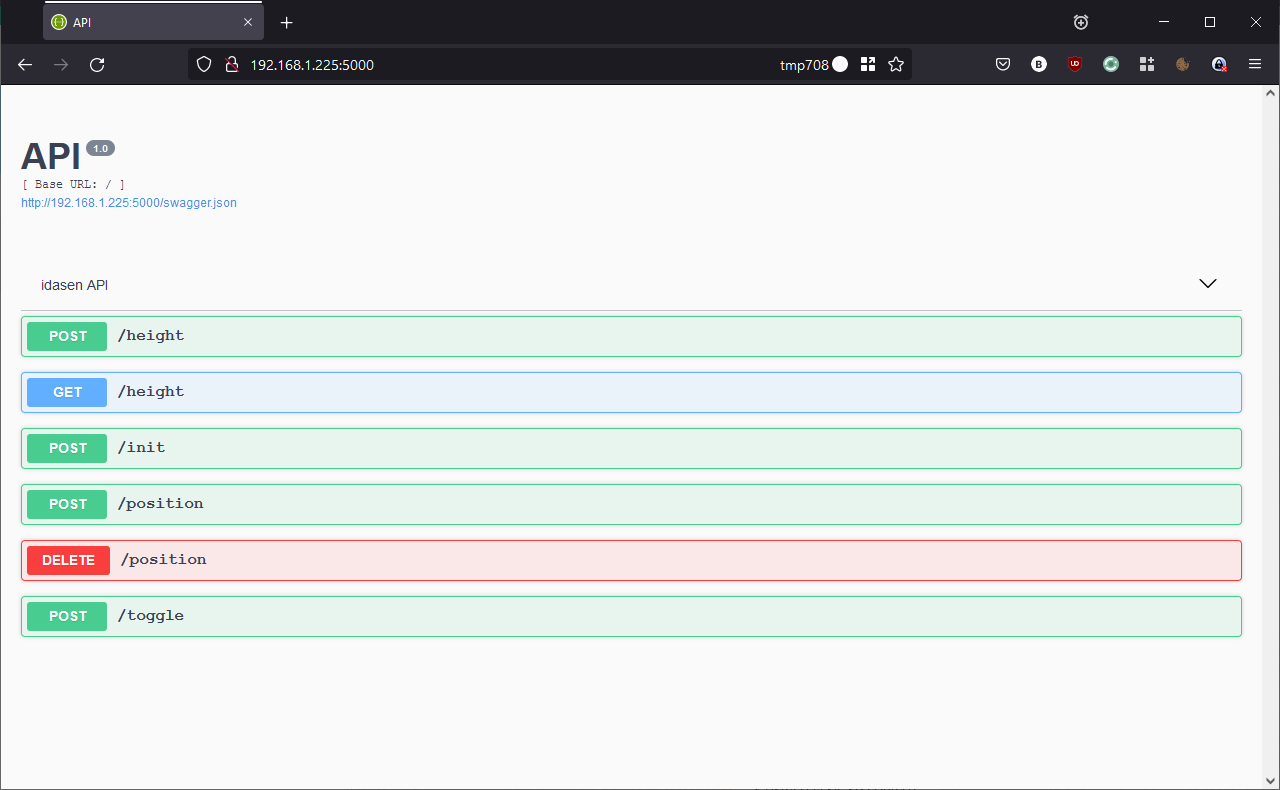 API
192.168.1.225:5000
tmp708
B
UD
API 1.0
[ Base URL: / ]
http://192.168.1.225:5000/swagger.json
idasen API
POST /height
GET /height
POST /init
POST /position
DELETE /position
POST /toggle